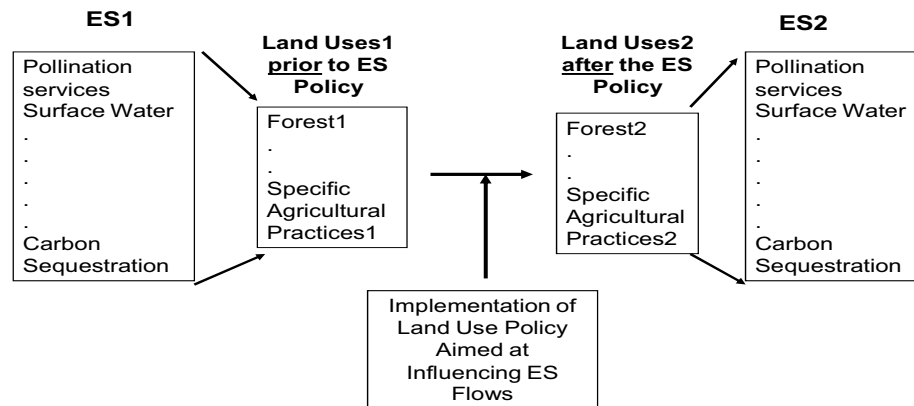 ES1
Pollination
services
Surface Water
.
.
.
.
.
Carbon
Sequestration
Land Uses1
prior to ES
Policy
Forest1
.
.
Specific
Agricultural
Practices1
Implementation of
Land Use Policy
Aimed at
Influencing ES
Flows
Land Uses2
after the ES
Policy
Forest2
.
.
Specific
Agricultural
Practices2
ES2
Pollination
services
Surface Water
.
.
.
.
.
Carbon
Sequestration